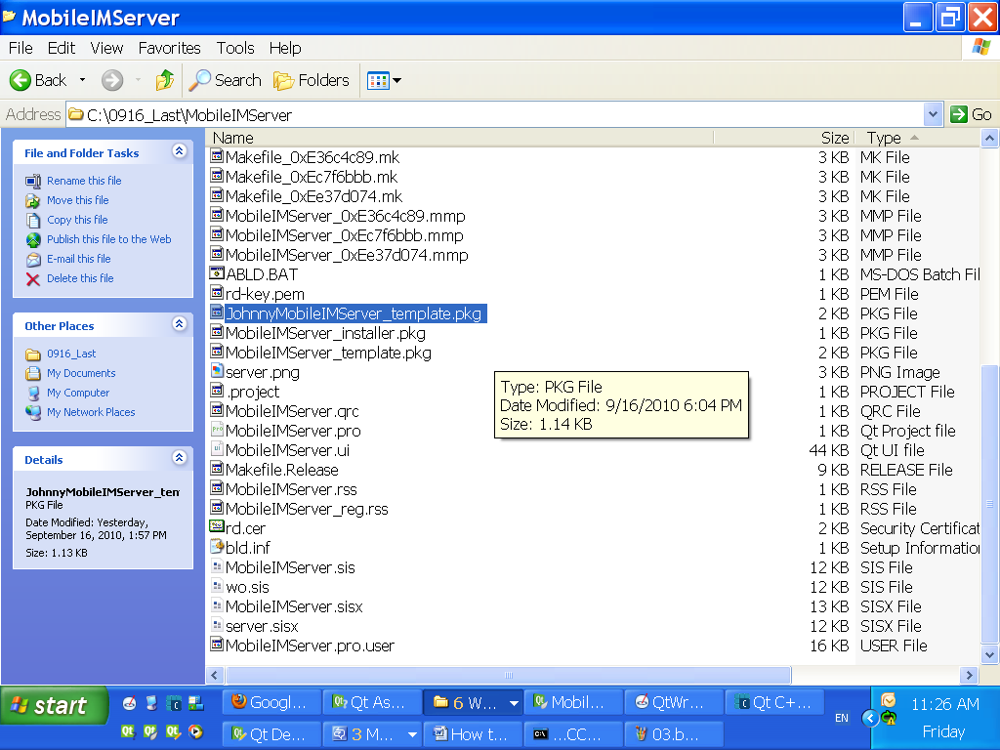 MobileIMServer
File Edit View Favorites Tools Help
Back Search Folders
Address C:\0916_Last\MobileIMServer Go
File and Folder Tasks
Rename this file
Move this file
Copy this file
Publish this file to the Web
E-mail this file
Delete this file
Other Places
0916_Last
My Documents
My Computer
My Network Places
Details
JohnnyMobileIMServer_ten
PKG File
Date Modified: Yesterday,
September 16, 2010, 1:57 PM
Size: 1.13 KB
Name Size Type
Makefile_0xE36c4c89.mk 3 KB MK File
Makefile_0xEc7f6bbb.mk 3 KB MK File
Makefile_0xEe37d074.mk 3 KB MK File
MobileIMServer_0xE36c4c89.mmp 3 KB MMP File
MobileIMServer_0xEc7f6bbb.mmp 3 KB MMP File
MobileIMServer_0xEe37d074.mmp 3 KB MMP File
ABLD.BAT 1 KB MS-DOS Batch Fil
rd-key.pem 1 KB PEM File
JohnnyMobileIMServer_template.pkg 2 KB PKG File
MobileIMServer_installer.pkg 1 KB PKG File
MobileIMServer_template.pkg 2 KB PKG File
server.png 3 KB PNG Image
.project 1 KB PROJECT File
MobileIMServer.qrc 1 KB QRC File
MobileIMServer.pro 1 KB Qt Project file
MobileIMServer.ui 44 KB Qt UI file
Makefile.Release 9 KB RELEASE File
MobileIMServer.rss 1 KB RSS File
MobileIMServer_reg.rss 1 KB RSS File
rd.cer 2 KB Security Certificat
bld.inf 1 KB Setup Information
MobileIMServer.sis 12 KB SIS File
wo.sis 12 KB SIS File
MobileIMServer.sisx 13 KB SISX File
server.sisx 12 KB SISX File
MobileIMServer.pro.user 16 KB USER File
Type: PKG File
Date Modified: 9/16/2010 6:04 PM
Size: 1.14 KB
start
Googl... Qt As... 6 W... Mobil... QtWr... Qt C+...
Qt De... 3 M... How t... ...CC... 03.b...
EN
11:26 AM
Friday